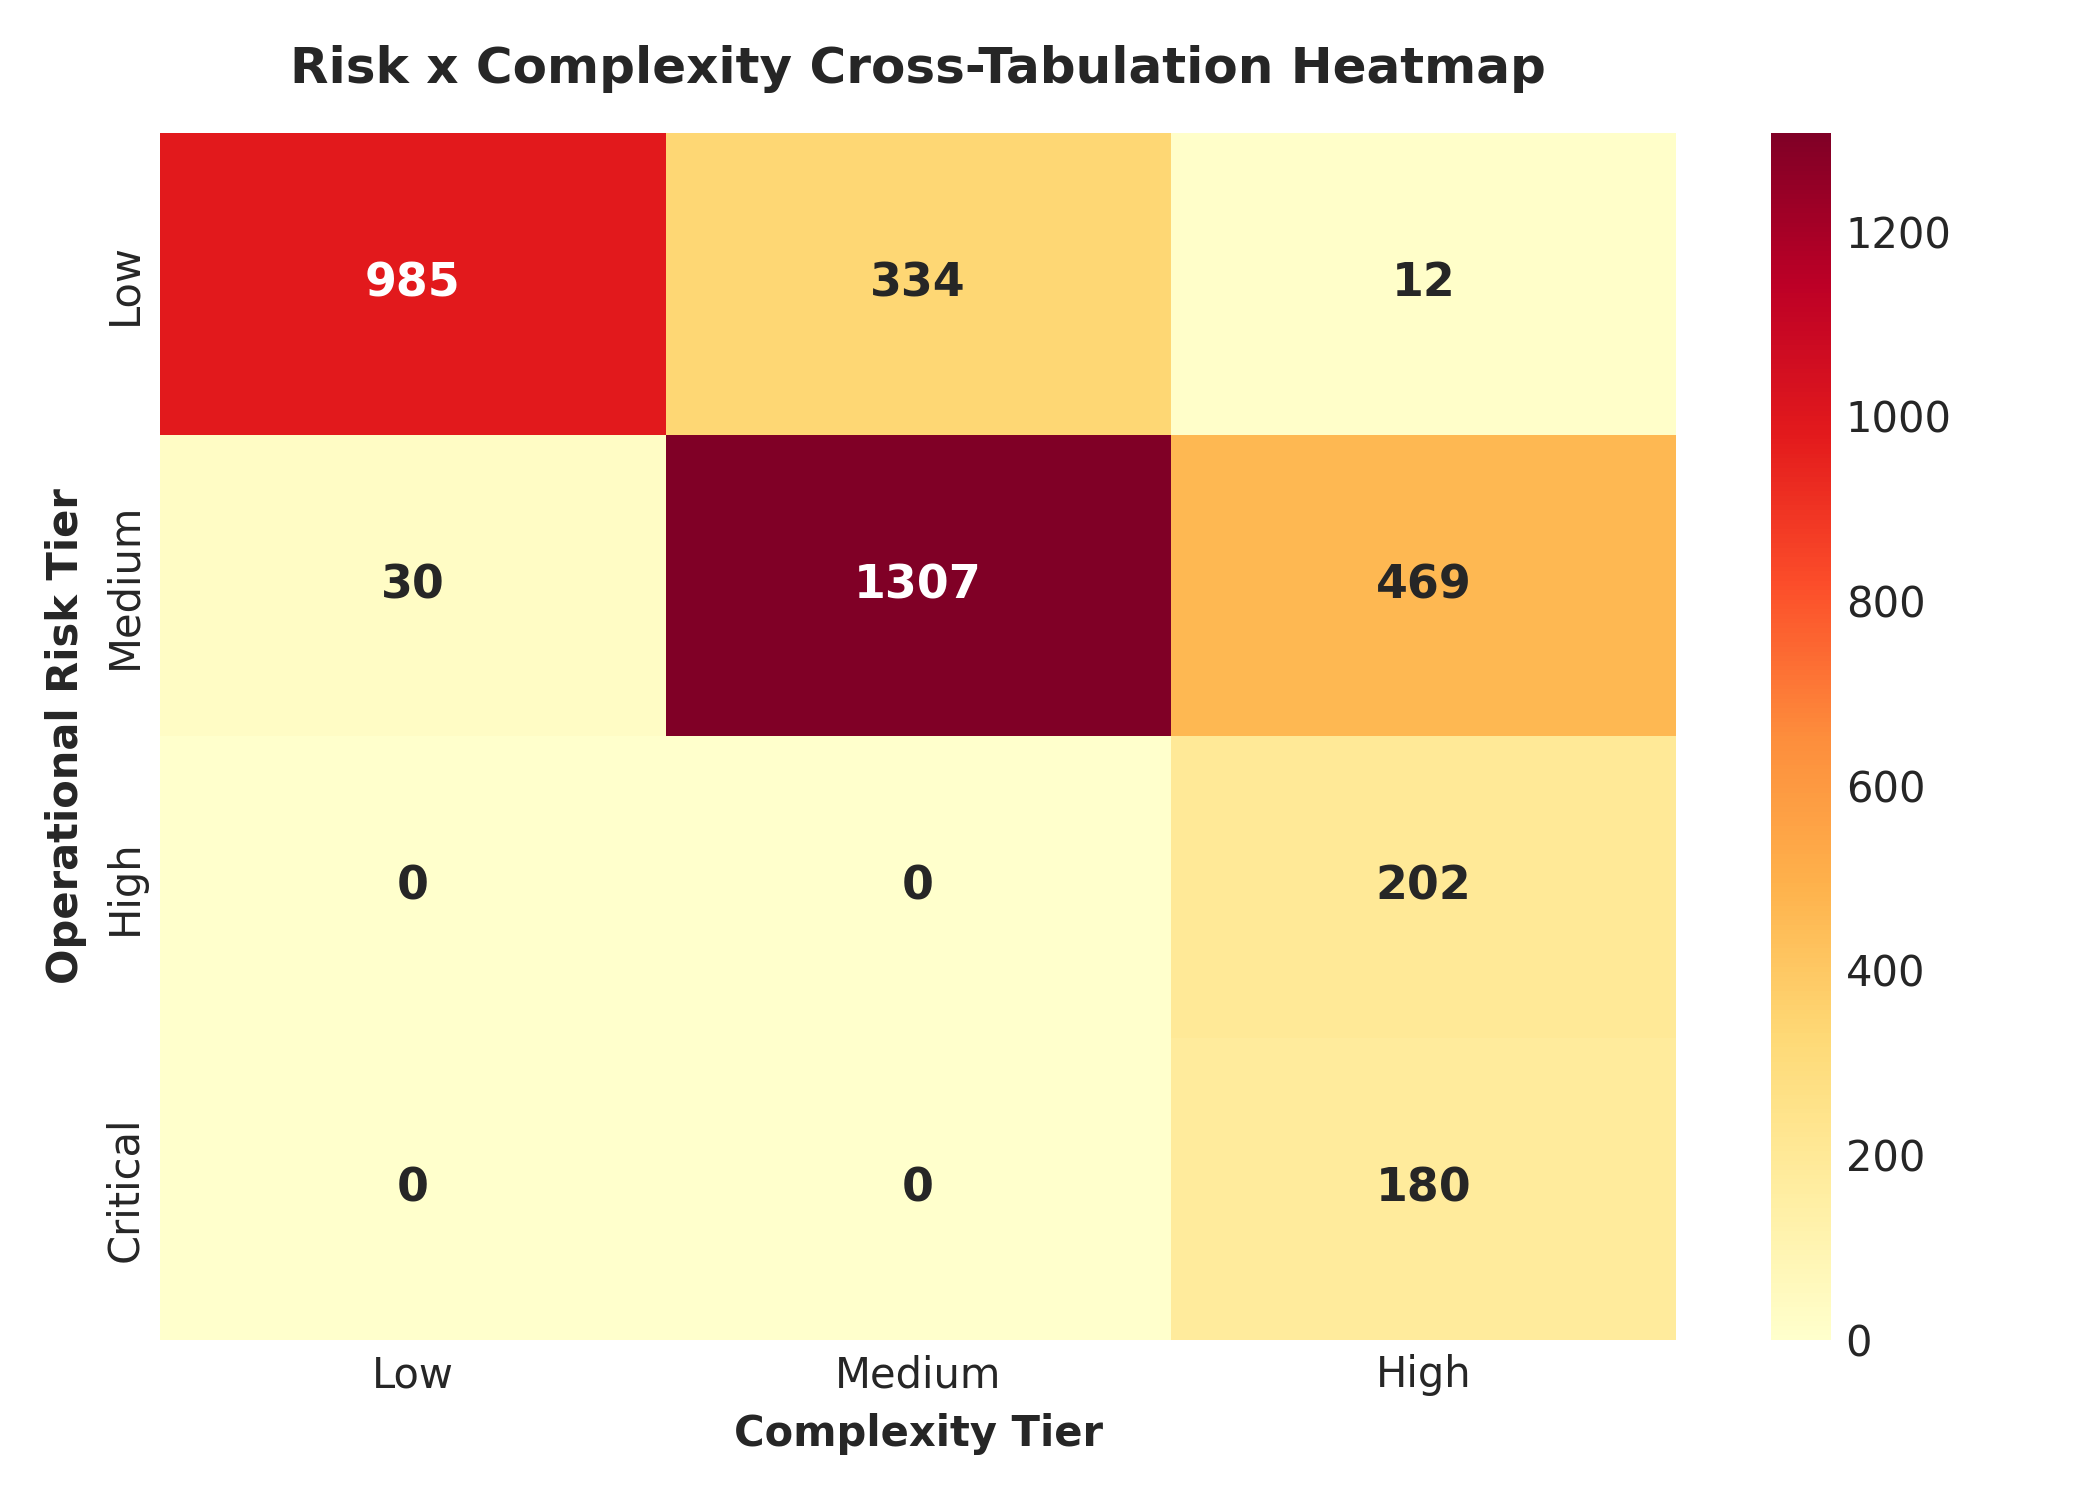 Risk x Complexity Cross-Tabulation Heatmap
Operational Risk Tier
Low
985
334
12
Medium
30
1307
469
High
0
0
202
Critical
0
0
180
Low
Medium
High
Complexity Tier
1200
1000
800
600
400
200
0